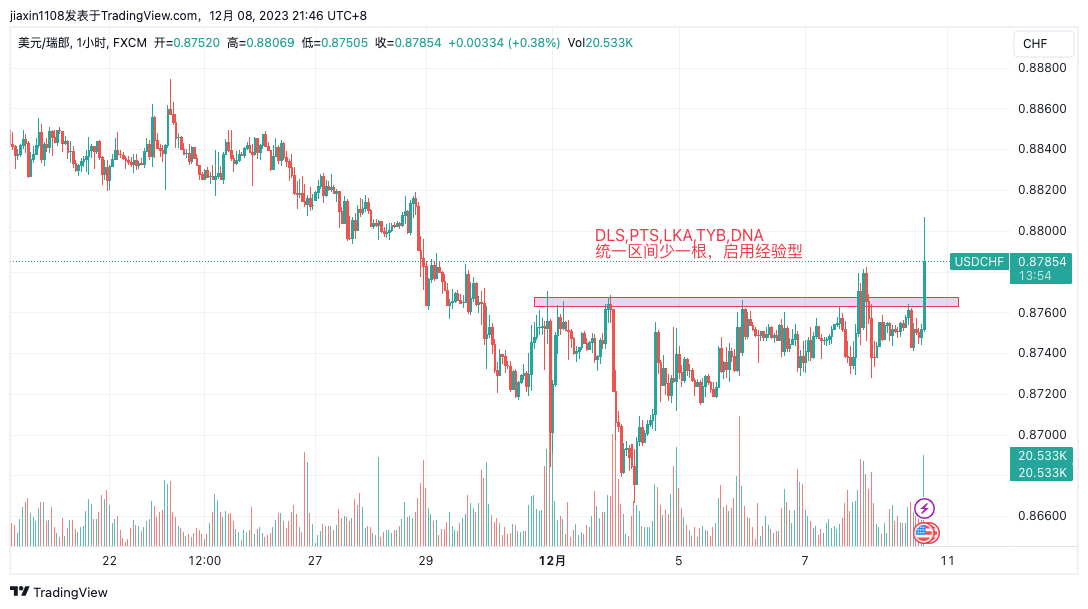 jiaxin1108发表于TradingView.com，12月 08, 2023 21:46 UTC+8
美元/瑞郎, 1小时, FXCM 开=0.87520 高=0.88069 低=0.87505 收=0.87854 +0.00334 (+0.38%) Vol20.533K
CHF
0.88800
0.88600
0.88400
0.88200
0.88000
DLS,PTS,LKA,TYB,DNA
统一区间少一根，启用经验型
USDCHF 0.87854
13:54
0.87600
0.87400
0.87200
0.87000
20.533K
20.533K
0.86600
22 12:00 27 29 12月 5 7 11
TradingView